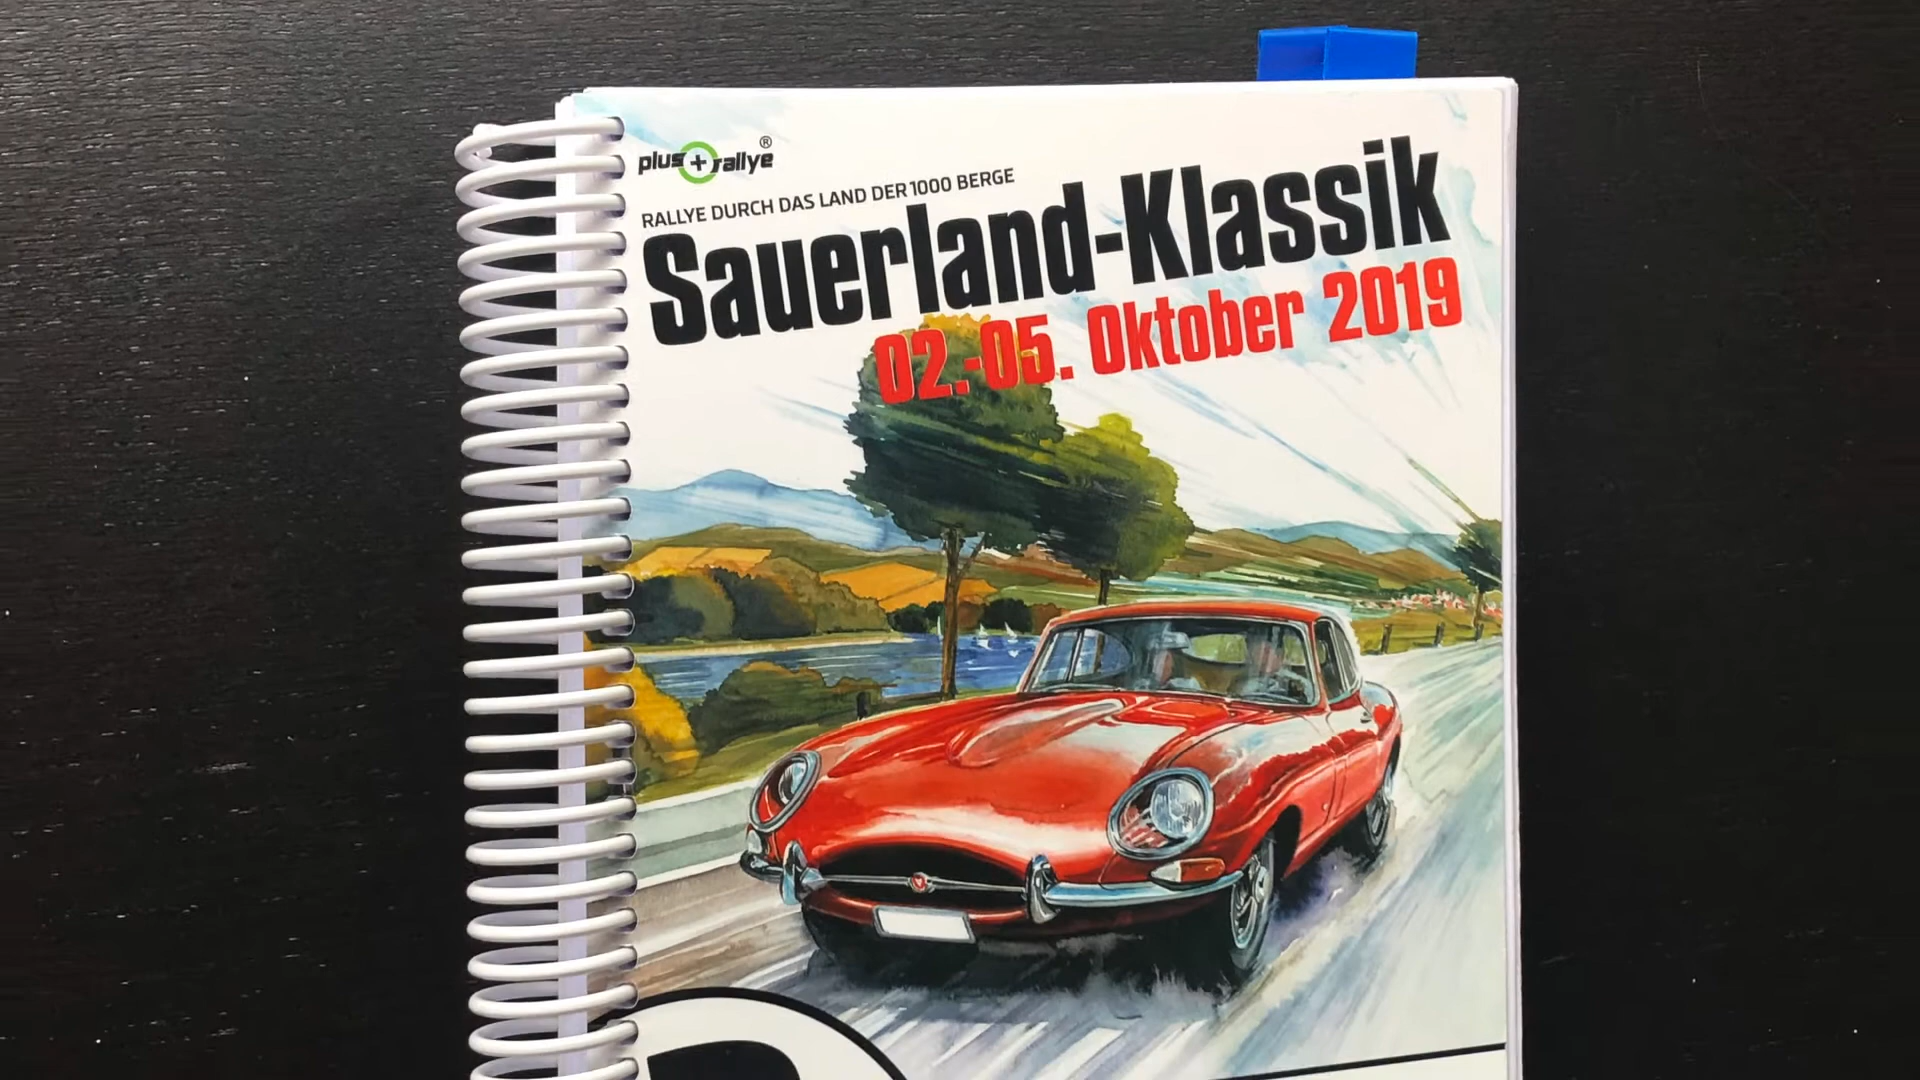 plus+rallye®
RALLYE DURCH DAS LAND DER 1000 BERGE
Sauerland-Klassik
02.-05. Oktober 2019